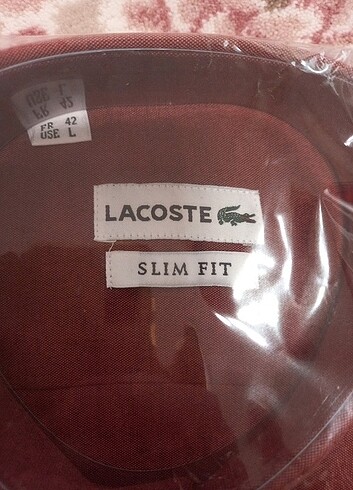 FR 42
USE L
LACOSTE
SLIM FIT